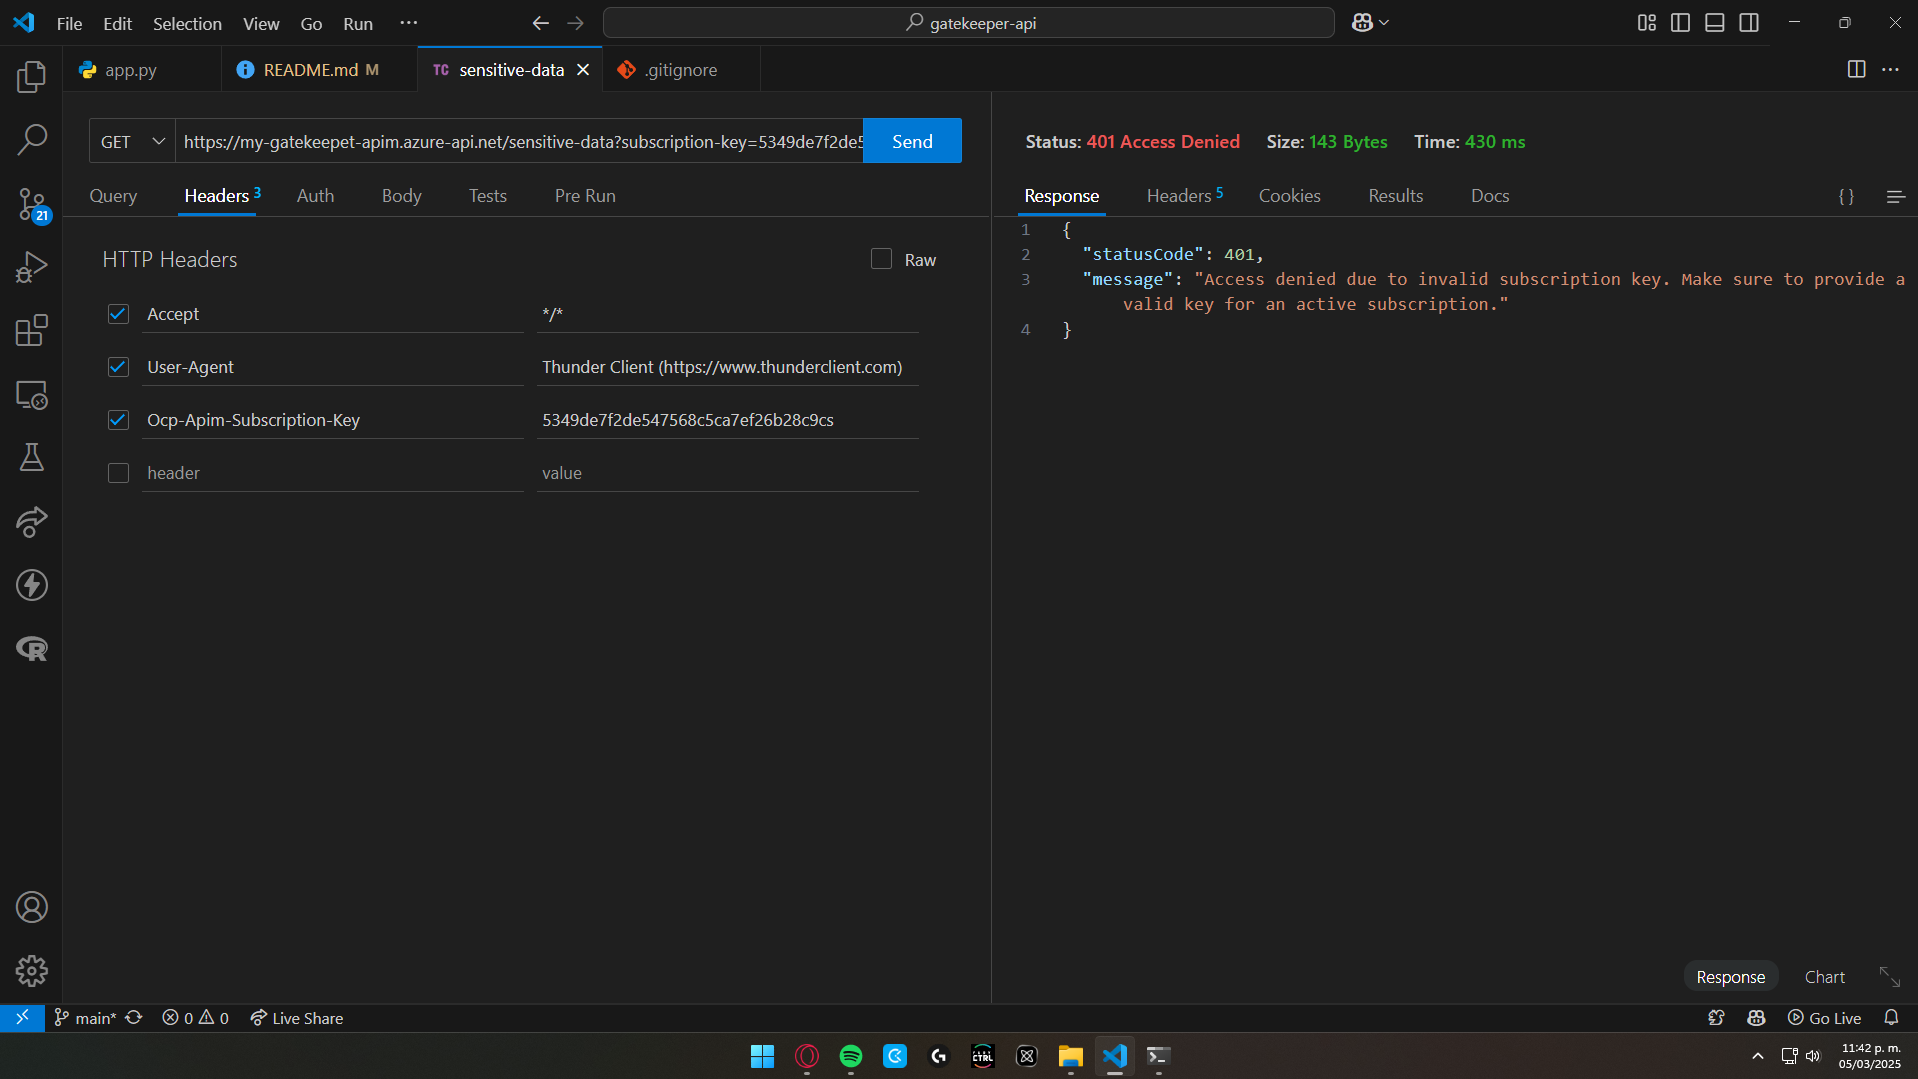 File Edit Selection View Go Run ···
gatekeeper-api
app.py
README.md M
TC sensitive-data
.gitignore
GET
https://my-gatekeepet-apim.azure-api.net/sensitive-data?subscription-key=5349de7f2de5
Send
Status: 401 Access Denied Size: 143 Bytes Time: 430 ms
Query Headers 3 Auth Body Tests Pre Run
Response Headers 5 Cookies Results Docs { }
HTTP Headers
Raw
Accept */*
User-Agent Thunder Client (https://www.thunderclient.com)
Ocp-Apim-Subscription-Key 5349de7f2de547568c5ca7ef26b28c9cs
header value
1 {
2 "statusCode": 401,
3 "message": "Access denied due to invalid subscription key. Make sure to provide a
valid key for an active subscription."
4 }
21
Response Chart
main* 0 0 Live Share
Go Live
CTRL
11:42 p. m.
05/03/2025